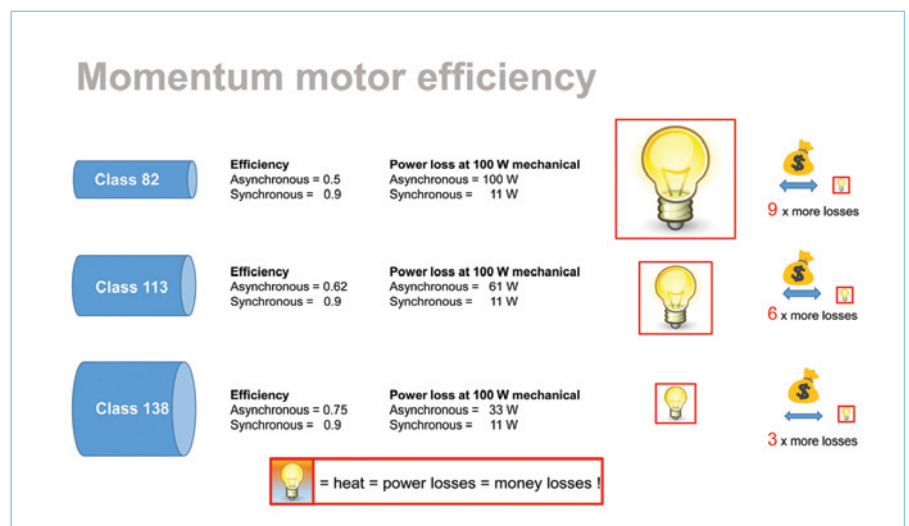 Momentum motor efficiency
Class 82
Efficiency
Asynchronous = 0.5
Synchronous = 0.9
Power loss at 100 W mechanical
Asynchronous = 100 W
Synchronous = 11 W
$
9 x more losses
Class 113
Efficiency
Asynchronous = 0.62
Synchronous = 0.9
Power loss at 100 W mechanical
Asynchronous = 61 W
Synchronous = 11 W
$
6 x more losses
Class 138
Efficiency
Asynchronous = 0.75
Synchronous = 0.9
Power loss at 100 W mechanical
Asynchronous = 33 W
Synchronous = 11 W
$
3 x more losses
= heat = power losses = money losses !